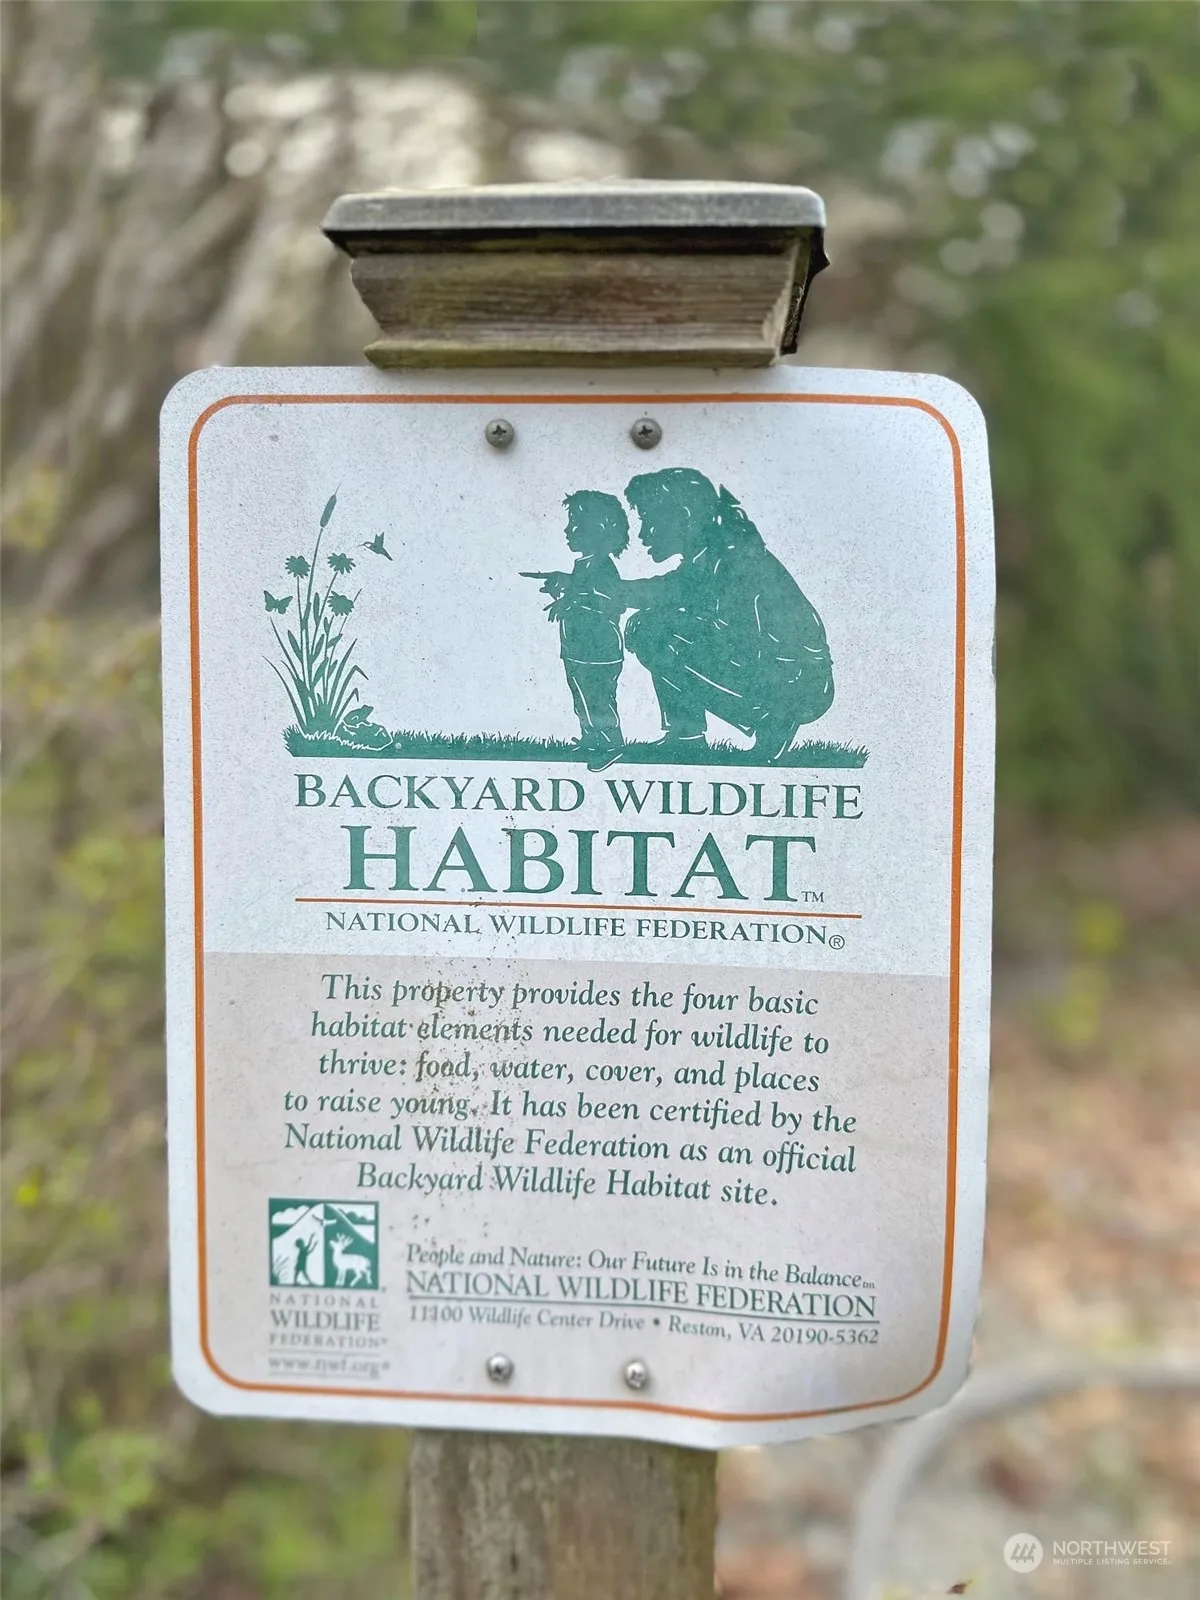 BACKYARD WILDLIFE
HABITAT™
NATIONAL WILDLIFE FEDERATION®
This property provides the four basic
habitat elements needed for wildlife to
thrive: food, water, cover, and places
to raise young. It has been certified by the
National Wildlife Federation as an official
Backyard Wildlife Habitat site.
NATIONAL
WILDLIFE
FEDERATION®
www.nwf.org®
People and Nature: Our Future Is in the Balance™
NATIONAL WILDLIFE FEDERATION
11100 Wildlife Center Drive • Reston, VA 20190-5362
NORTHWEST
MULTIPLE LISTING SERVICE